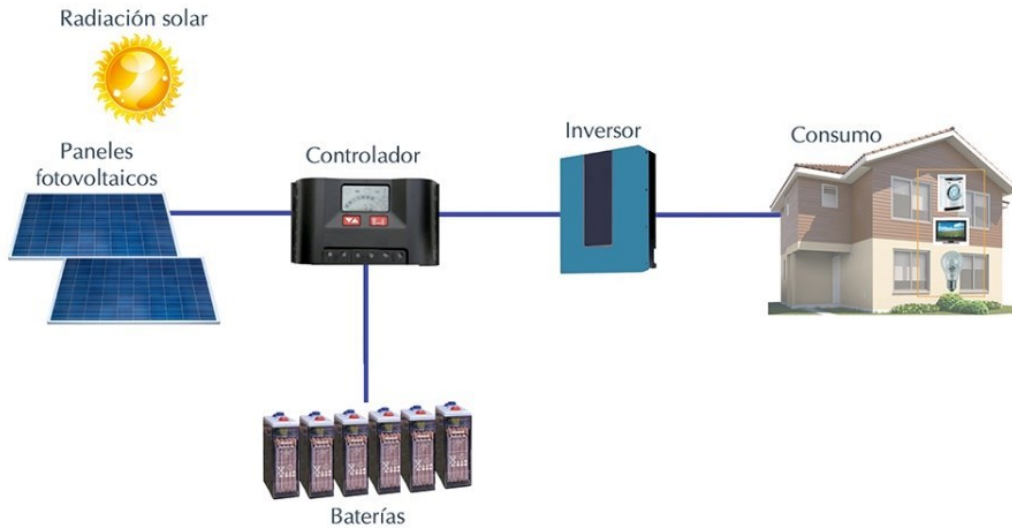 Radiación solar
Paneles
fotovoltaicos
Controlador
Inversor
Consumo
Baterías